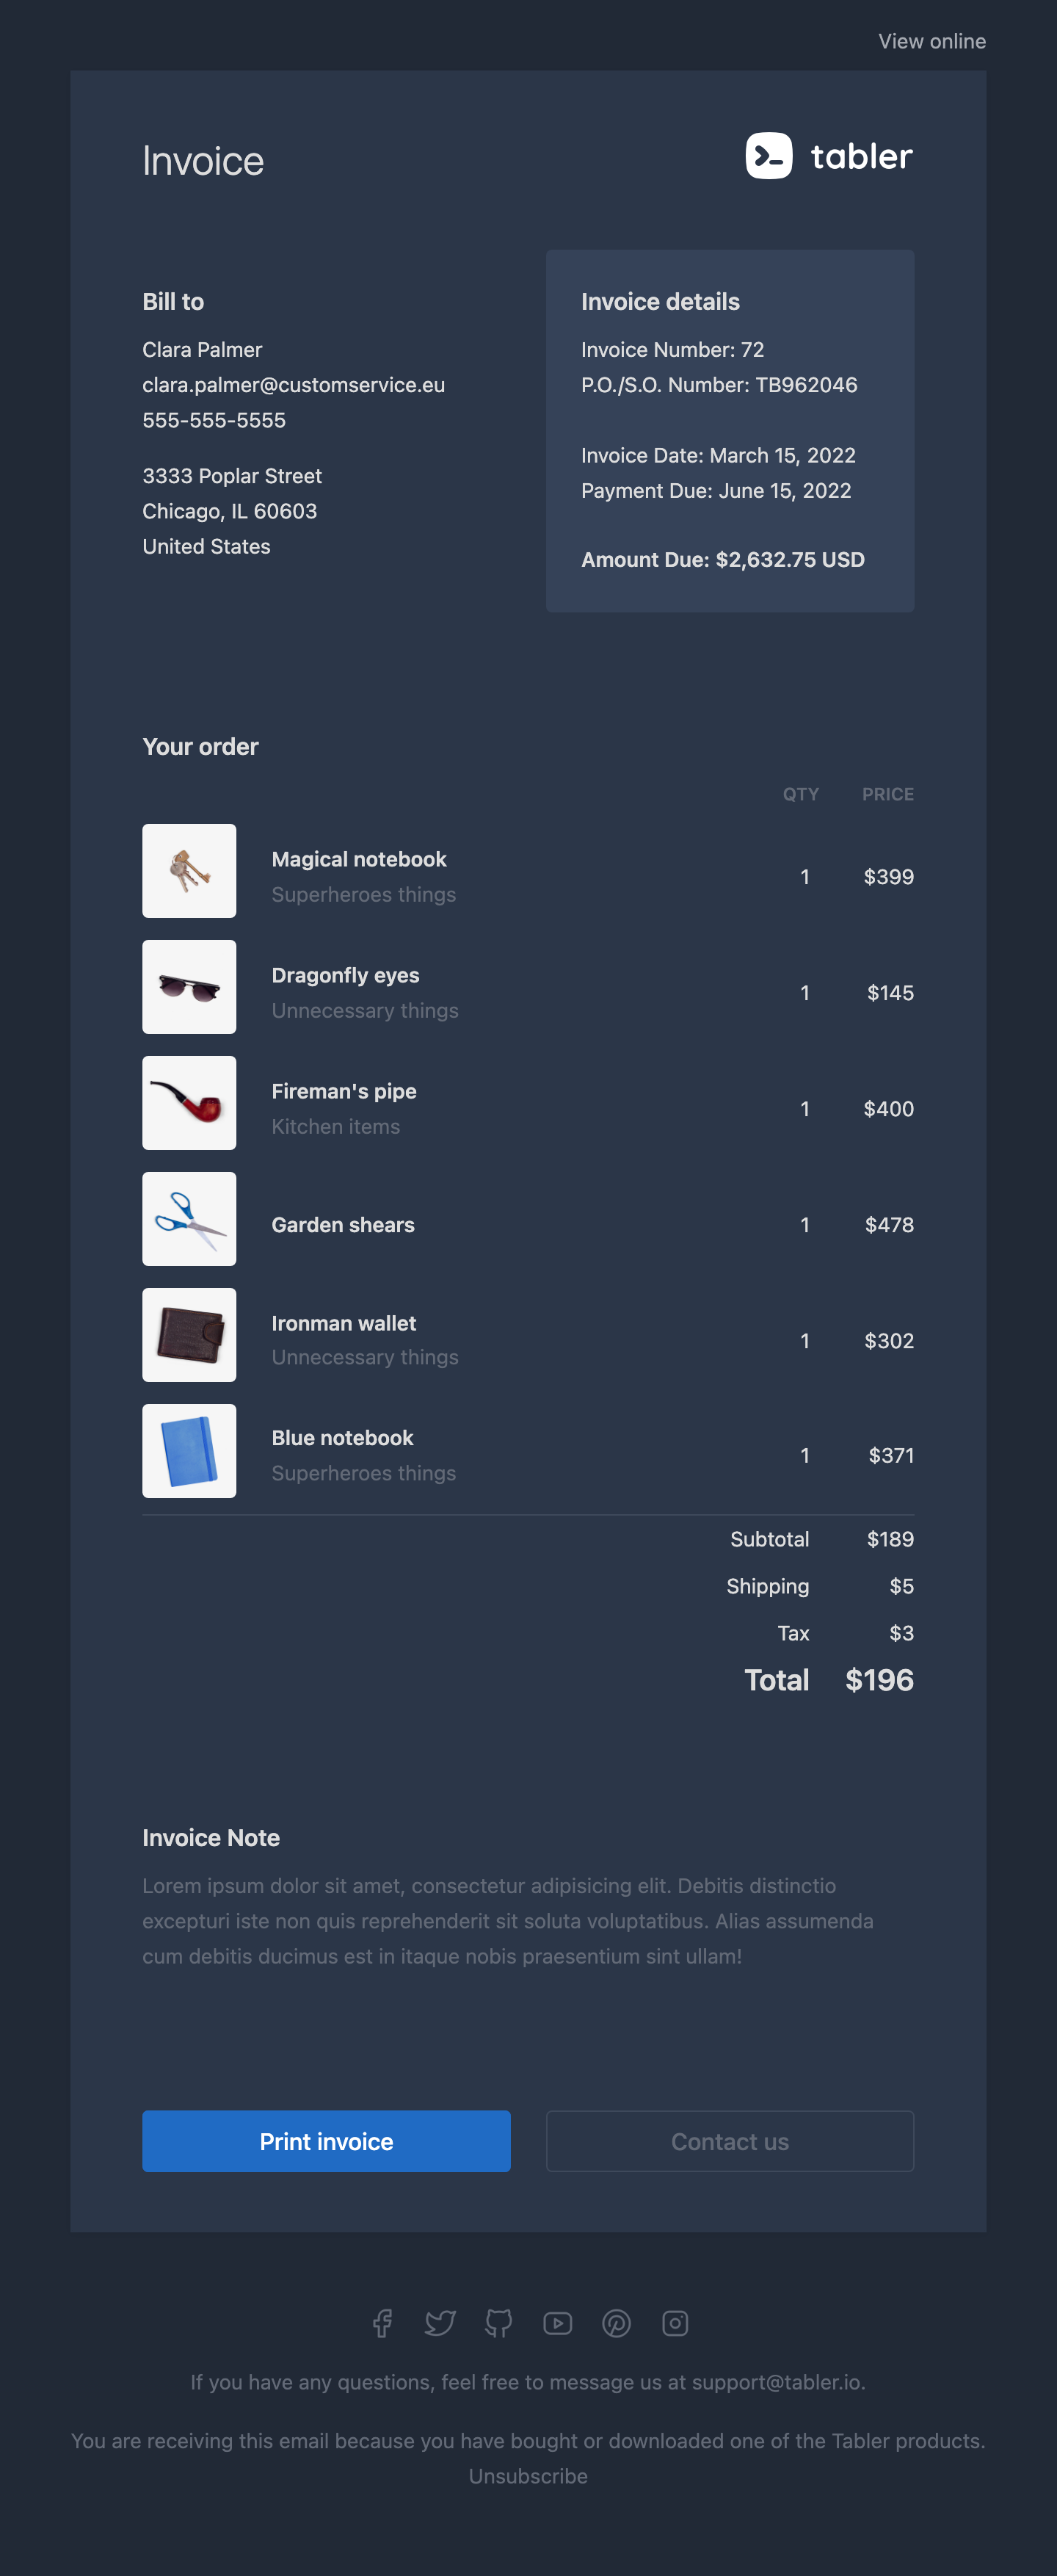 View online
Invoice
tabler
Bill to
Clara Palmer
clara.palmer@customservice.eu
555-555-5555
3333 Poplar Street
Chicago, IL 60603
United States
Invoice details
Invoice Number: 72
P.O./S.O. Number: TB962046
Invoice Date: March 15, 2022
Payment Due: June 15, 2022
Amount Due: $2,632.75 USD
Your order
QTY PRICE
Magical notebook
Superheroes things
1 $399
Dragonfly eyes
Unnecessary things
1 $145
Fireman's pipe
Kitchen items
1 $400
Garden shears 1 $478
Ironman wallet
Unnecessary things
1 $302
Blue notebook
Superheroes things
1 $371
Subtotal $189
Shipping $5
Tax $3
Total $196
Invoice Note
Lorem ipsum dolor sit amet, consectetur adipisicing elit. Debitis distinctio
excepturi iste non quis reprehenderit sit soluta voluptatibus. Alias assumenda
cum debitis ducimus est in itaque nobis praesentium sint ullam!
Print invoice
Contact us
If you have any questions, feel free to message us at support@tabler.io.
You are receiving this email because you have bought or downloaded one of the Tabler products.
Unsubscribe